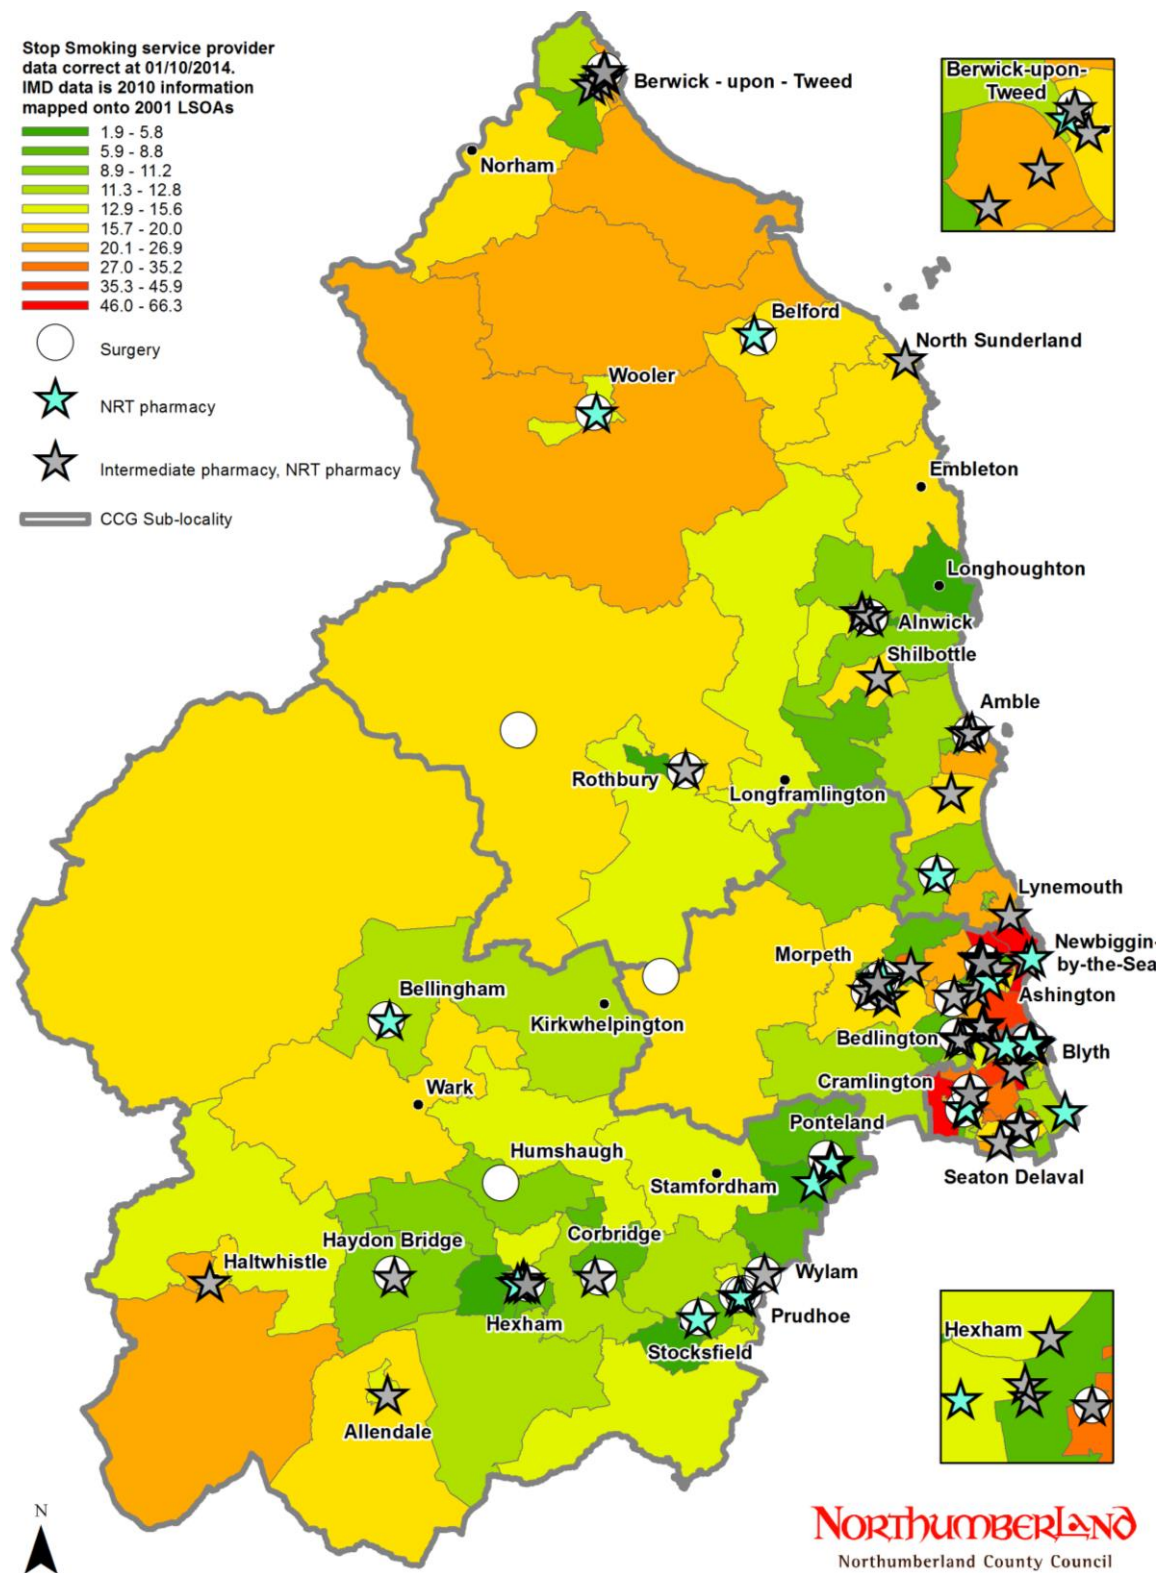 Stop Smoking service provider
data correct at 01/10/2014.
IMD data is 2010 information
mapped onto 2001 LSOAs
1.9 - 5.8
5.9 - 8.8
8.9 - 11.2
11.3 - 12.8
12.9 - 15.6
15.7 - 20.0
20.1 - 26.9
27.0 - 35.2
35.3 - 45.9
46.0 - 66.3
Surgery
NRT pharmacy
Intermediate pharmacy, NRT pharmacy
CCG Sub-locality
Berwick - upon - Tweed
Berwick-upon-
Tweed
Norham
Belford
North Sunderland
Wooler
Embleton
Longhoughton
Alnwick
Shilbottle
Amble
Rothbury
Longframlington
Lynemouth
Morpeth
Newbiggin-
by-the-Sea
Bellingham
Ashington
Kirkwhelpington
Bedlington
Blyth
Cramlington
Wark
Ponteland
Humshaugh
Seaton Delaval
Stamfordham
Haydon Bridge
Corbridge
Haltwhistle
Wylam
Prudhoe
Hexham
Stocksfield
Hexham
Allendale
N
Northumberland
Northumberland County Council